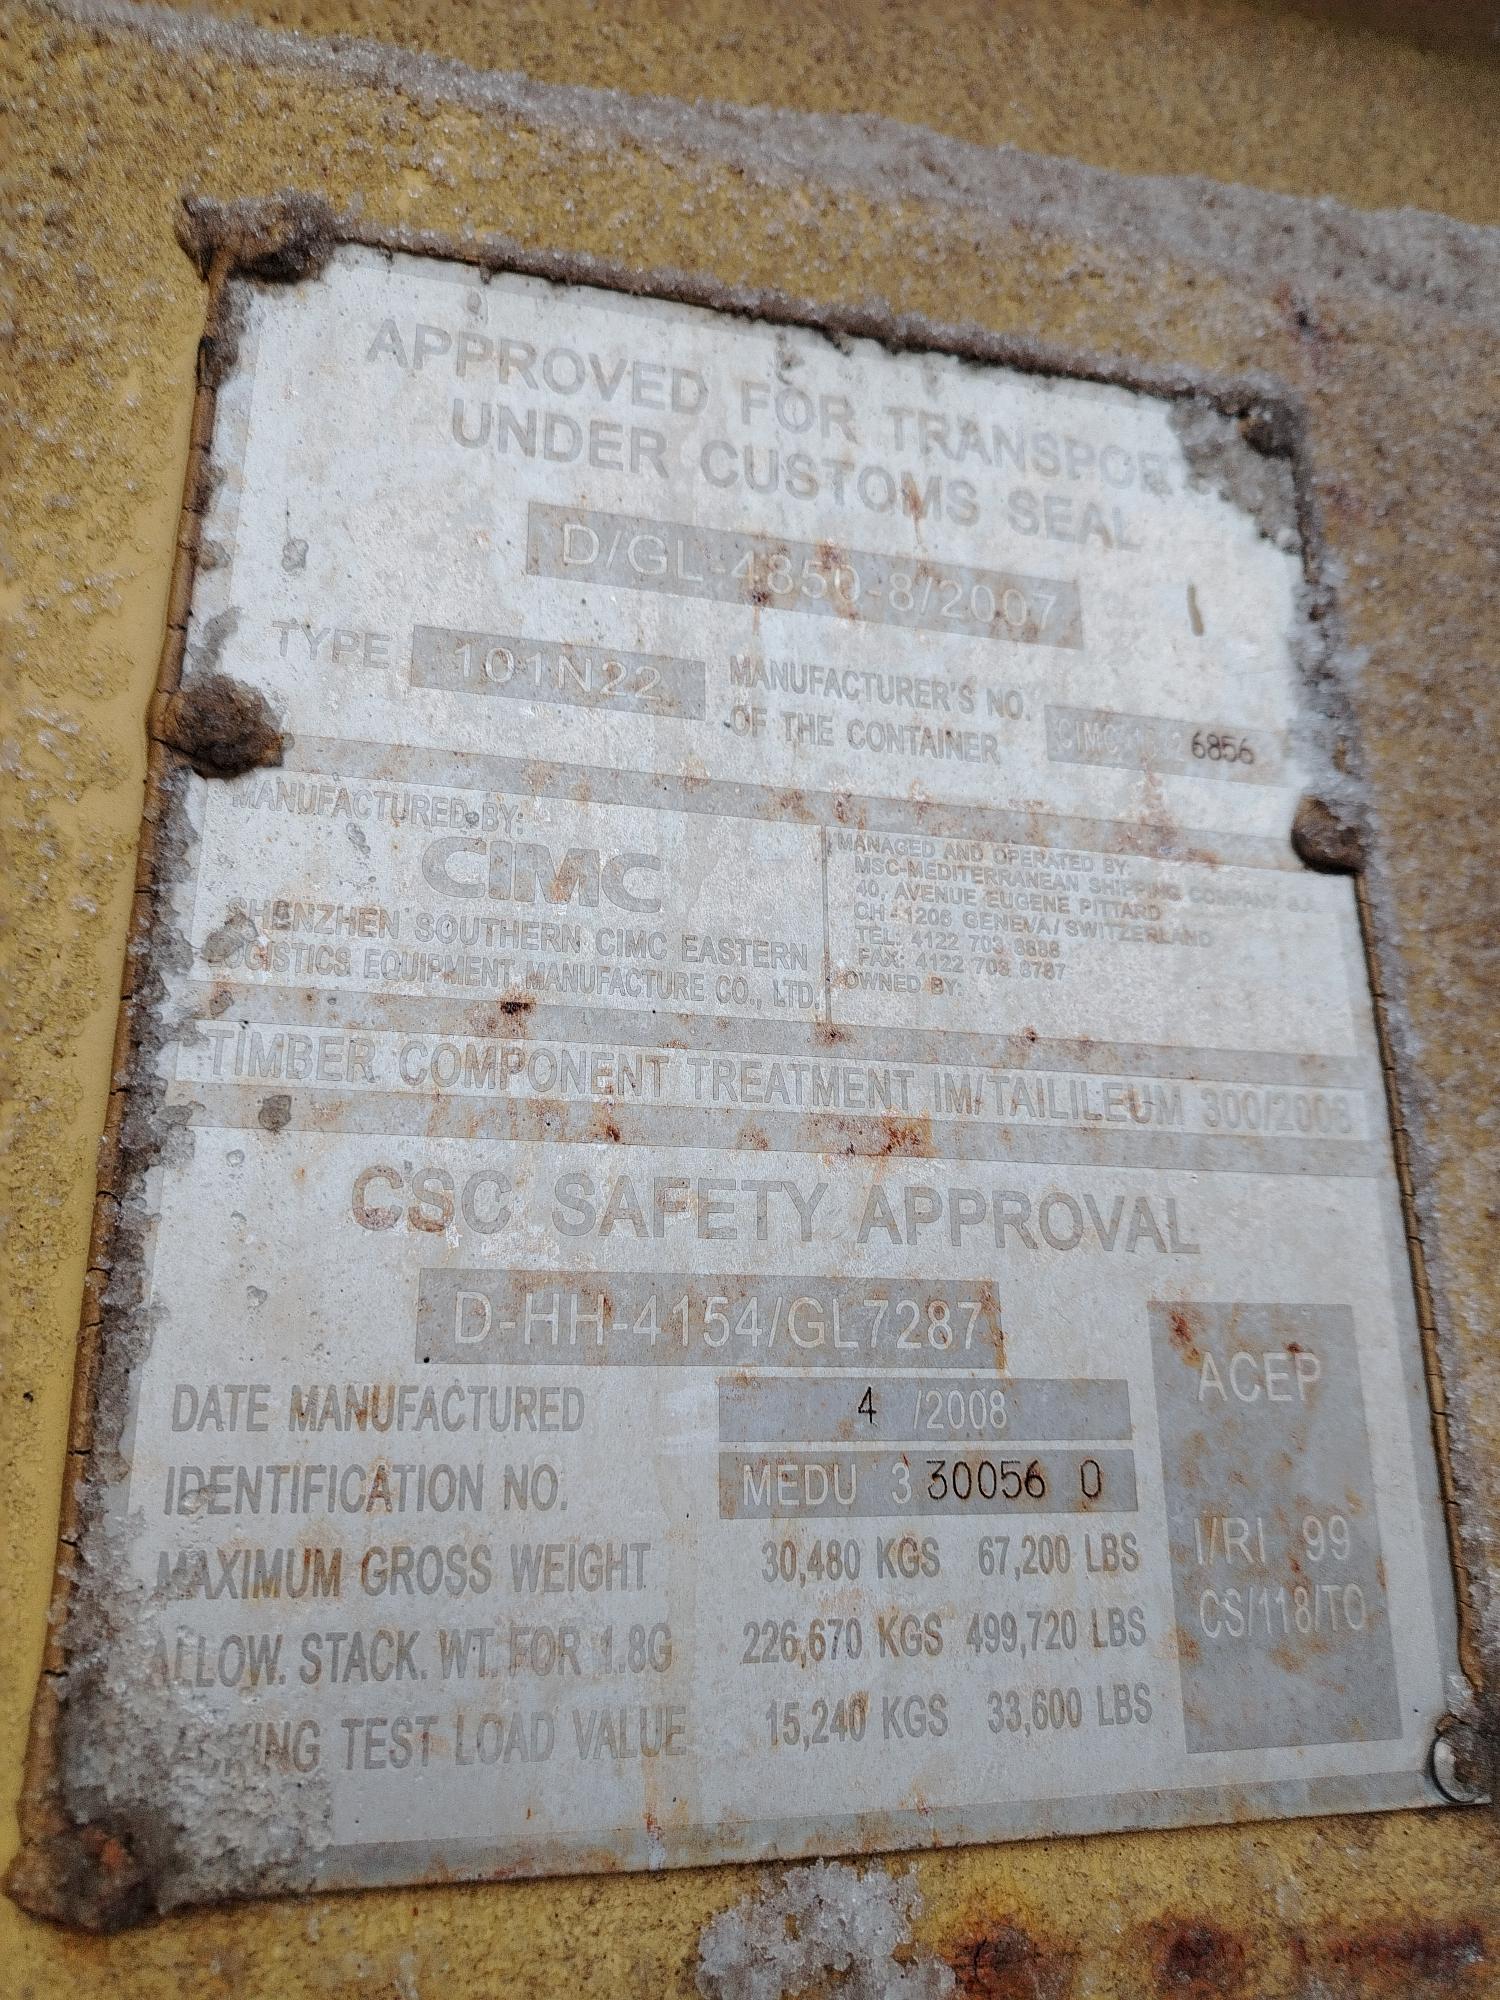 APPROVED FOR TRANSPOR
UNDER CUSTOMS SEAL
D/GL-4850-8/2007
TYPE 101N22 MANUFACTURER'S NO.
OF THE CONTAINER 6856
MANUFACTURED BY:
CIMC
SHENZHEN SOUTHERN CIMC EASTERN
LOGISTICS EQUIPMENT MANUFACTURE CO., LTD.
MANAGED AND OPERATED BY:
MSC-MEDITERRANEAN SHIPPING COMPANY S.A.
40, AVENUE EUGENE PITTARD
CH-1206 GENEVA/SWITZERLAND
TEL: 4122 703 8888
FAX: 4122 703 8787
OWNED BY:
TIMBER COMPONENT TREATMENT IM/TAILILEUM 300/2008
CSC SAFETY APPROVAL
D-HH-4154/GL7287
DATE MANUFACTURED 4 /2008
IDENTIFICATION NO. MEDU 3 30056 0
MAXIMUM GROSS WEIGHT 30,480 KGS 67,200 LBS
ALLOW. STACK. WT. FOR 1.8G 226,670 KGS 499,720 LBS
TEST LOAD VALUE 15,240 KGS 33,600 LBS
ACEP
I/RI 99
CS/118/TO